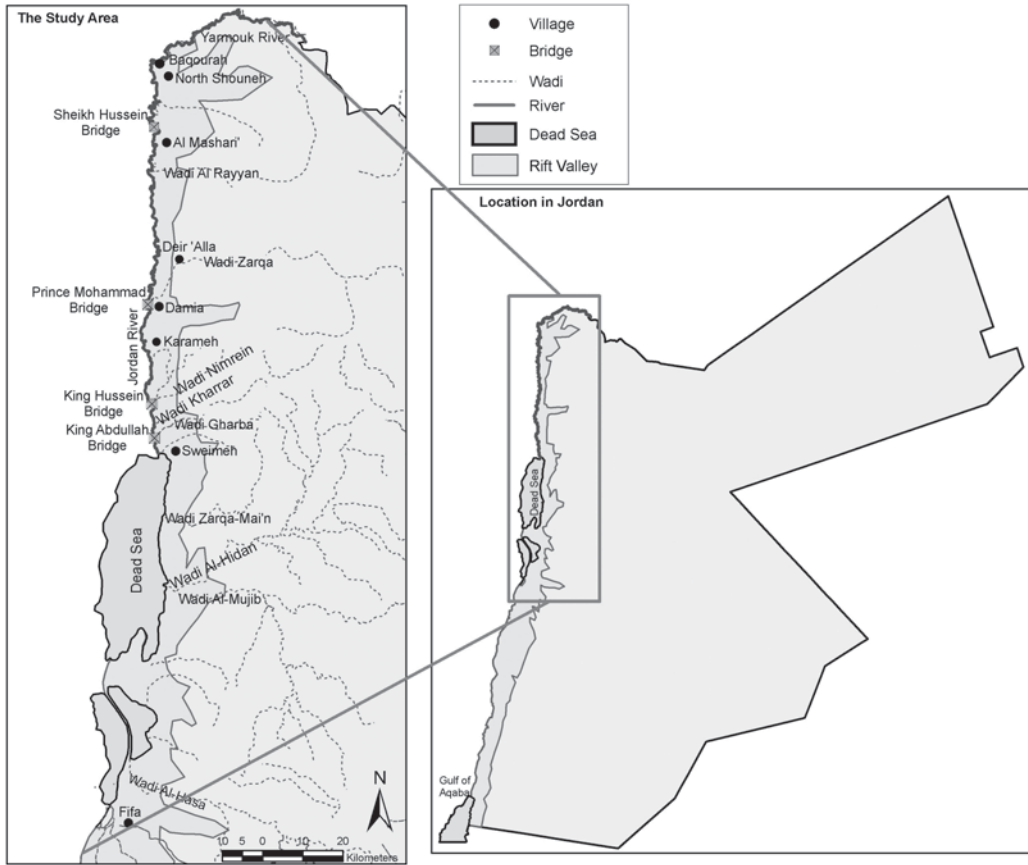 The Study Area
Yarmouk River
Baqourah
North Shouneh
Sheikh Hussein
Bridge
Al Mashari'
Wadi Al Rayyan
Deir 'Alla
Wadi Zarqa
Prince Mohammad
Bridge
Damia
Jordan River
Karameh
Wadi Nimrein
King Hussein
Bridge
Wadi Kharrar
King Abdullah
Bridge
Wadi Gharba
Sweimeh
Wadi Zarqa-Mai'n
Dead Sea
Wadi Al-Hidan
Wadi Al-Mujib
Wadi Al Hasa
Fifa
N
10 5 0 10 20
Kilometers
Village
Bridge
Wadi
River
Dead Sea
Rift Valley
Location in Jordan
Dead Sea
Gulf of
Aqaba